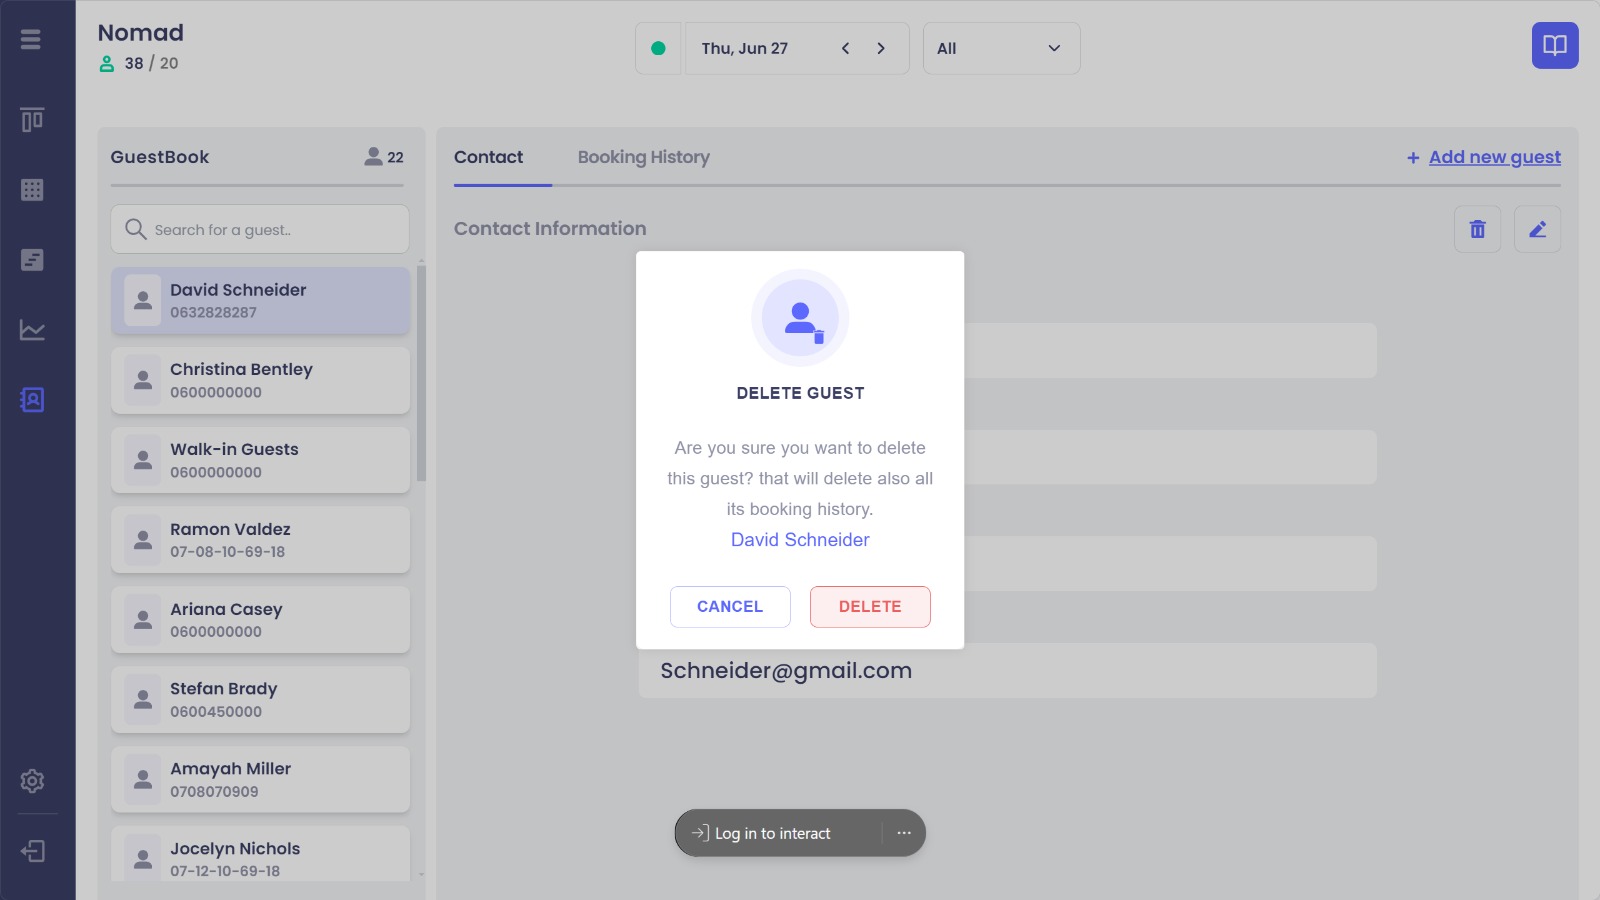 Nomad
38 / 20
Thu, Jun 27
All
GuestBook
22
Search for a guest..
David Schneider
0632828287
Christina Bentley
0600000000
Walk-in Guests
0600000000
Ramon Valdez
07-08-10-69-18
Ariana Casey
0600000000
Stefan Brady
0600450000
Amayah Miller
0708070909
Jocelyn Nichols
07-12-10-69-18
Contact
Booking History
+ Add new guest
Contact Information
DELETE GUEST
Are you sure you want to delete
this guest? that will delete also all
its booking history.
David Schneider
CANCEL
DELETE
Schneider@gmail.com
Log in to interact